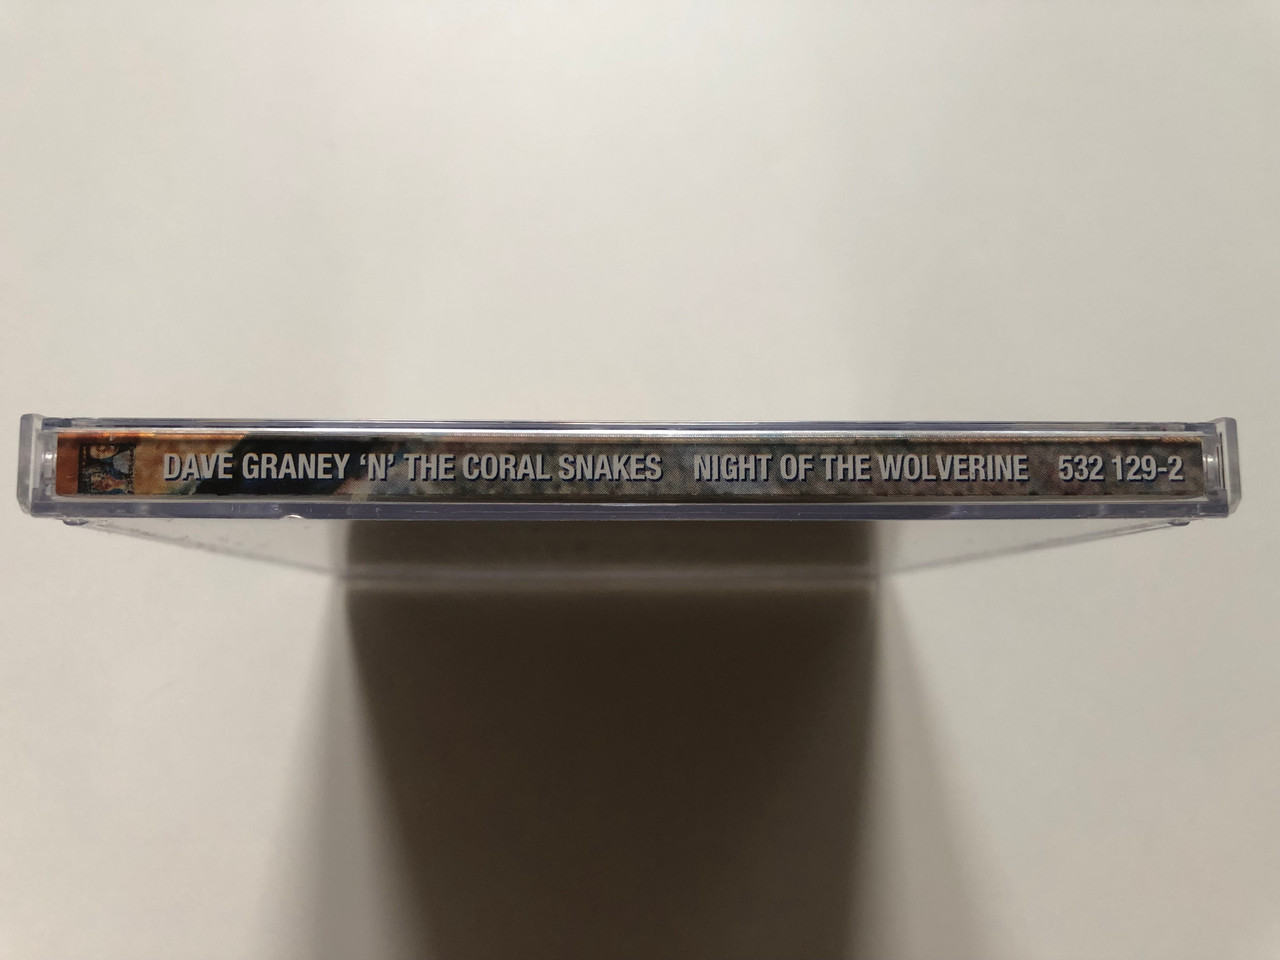 DAVE GRANEY ‘N’ THE CORAL SNAKES NIGHT OF THE WOLVERINE 532 129-2